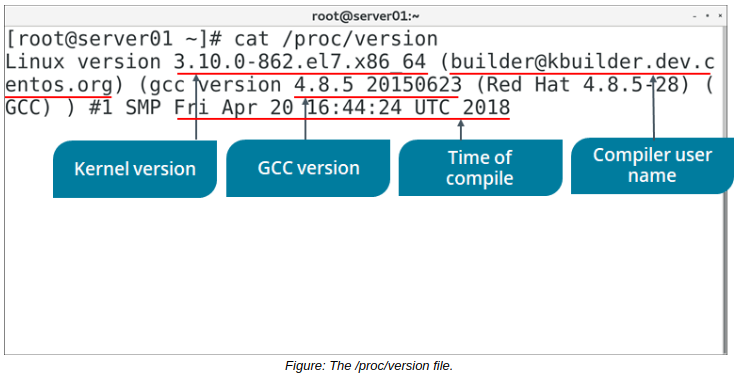 root@server01:~
[root@server01 ~]# cat /proc/version
Linux version 3.10.0-862.el7.x86_64 (builder@kbuilder.dev.c
entos.org) (gcc version 4.8.5 20150623 (Red Hat 4.8.5-28) (
GCC) ) #1 SMP Fri Apr 20 16:44:24 UTC 2018
Kernel version
GCC version
Time of
compile
Compiler user
name
Figure: The /proc/version file.